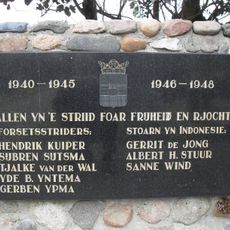 1940-1945 1946-1948
ALLEN YN'E STRIID FOAR FRIJHEID EN RJOCHT
FORSETSSTRIDERS: STOARN YN INDONESIE:
HENDRIK KUIPER GERRIT de JONG
SUBREN SIJTSMA ALBERT H. STUUR
TJALKE VAN DER WAL SANNE WIND
YDE B. YNTEMA
GERBEN YPMA